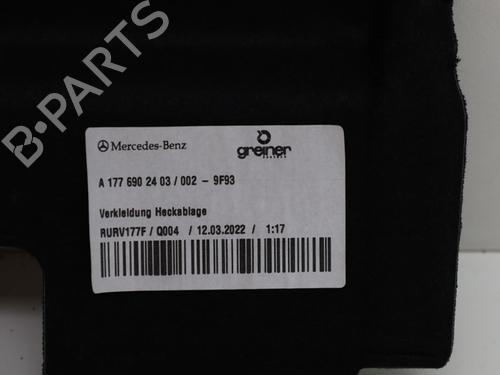 B-PARTS
Mercedes-Benz
greiner
A 177 690 24 03 / 002 - 9F93
Verkleidung Heckablage
RURV177F / Q004 / 12.03.2022 / 1:17